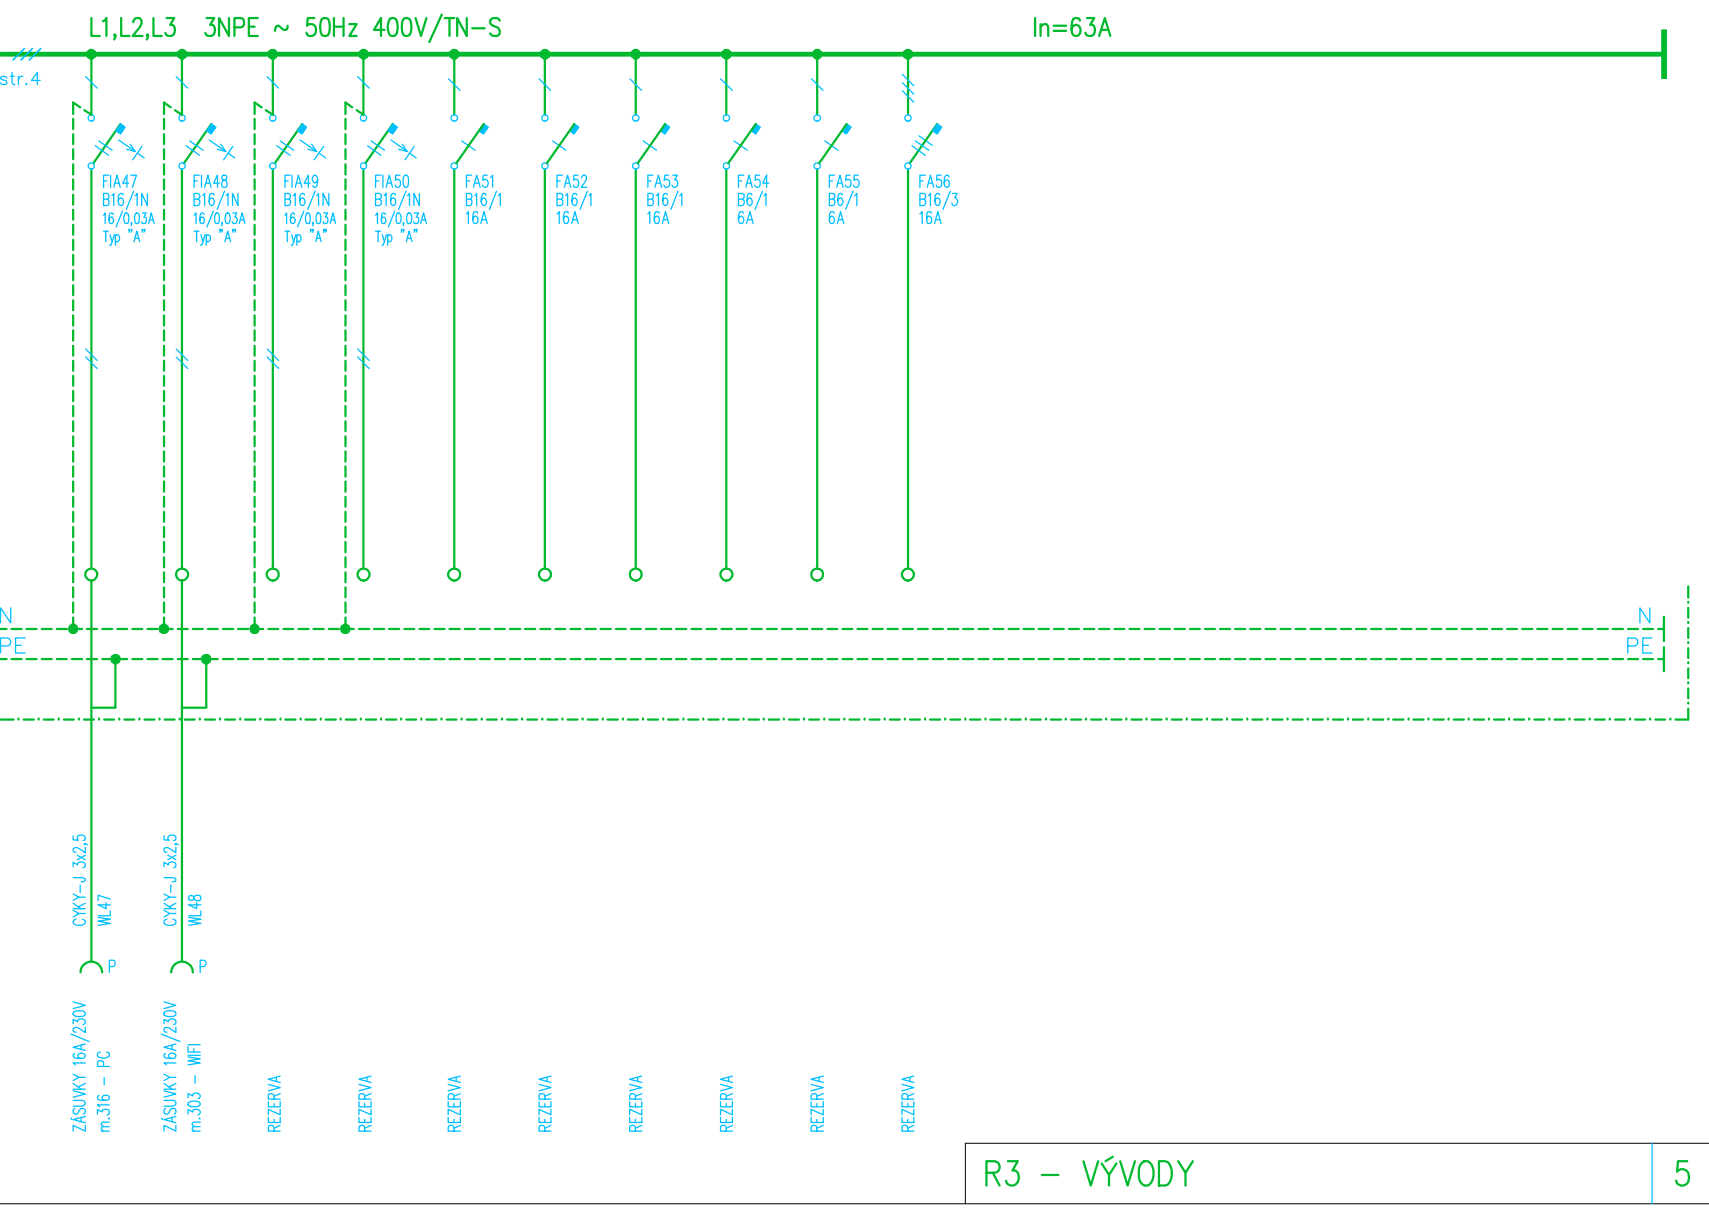 L1,L2,L3 3NPE ~ 50Hz 400V/TN-S
In=63A
str.4
FIA47
B16/1N
16/0,03A
Typ "A"
FIA48
B16/1N
16/0,03A
Typ "A"
FIA49
B16/1N
16/0,03A
Typ "A"
FIA50
B16/1N
16/0,03A
Typ "A"
FA51
B16/1
16A
FA52
B16/1
16A
FA53
B16/1
16A
FA54
B6/1
6A
FA55
B6/1
6A
FA56
B16/3
16A
N
N
PE
PE
CYKY-J 3x2,5
WL47
CYKY-J 3x2,5
WL48
P
P
ZÁSUVKY 16A/230V
m.316 - PC
ZÁSUVKY 16A/230V
m.303 - WIFI
REZERVA
REZERVA
REZERVA
REZERVA
REZERVA
REZERVA
REZERVA
REZERVA
R3 - VÝVODY
5